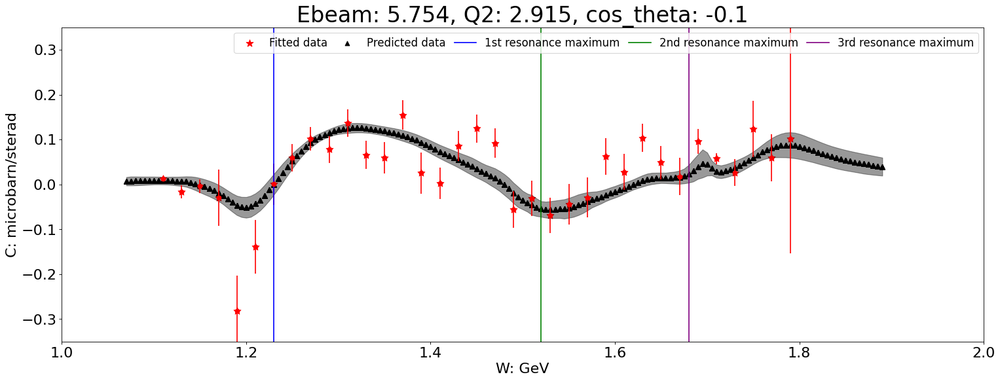 Ebeam: 5.754, Q2: 2.915, cos_theta: -0.1
Fitted data
Predicted data
1st resonance maximum
2nd resonance maximum
3rd resonance maximum
C: microbarn/sterad
0.3
0.2
0.1
0.0
−0.1
−0.2
−0.3
1.0
1.2
1.4
1.6
1.8
2.0
W: GeV